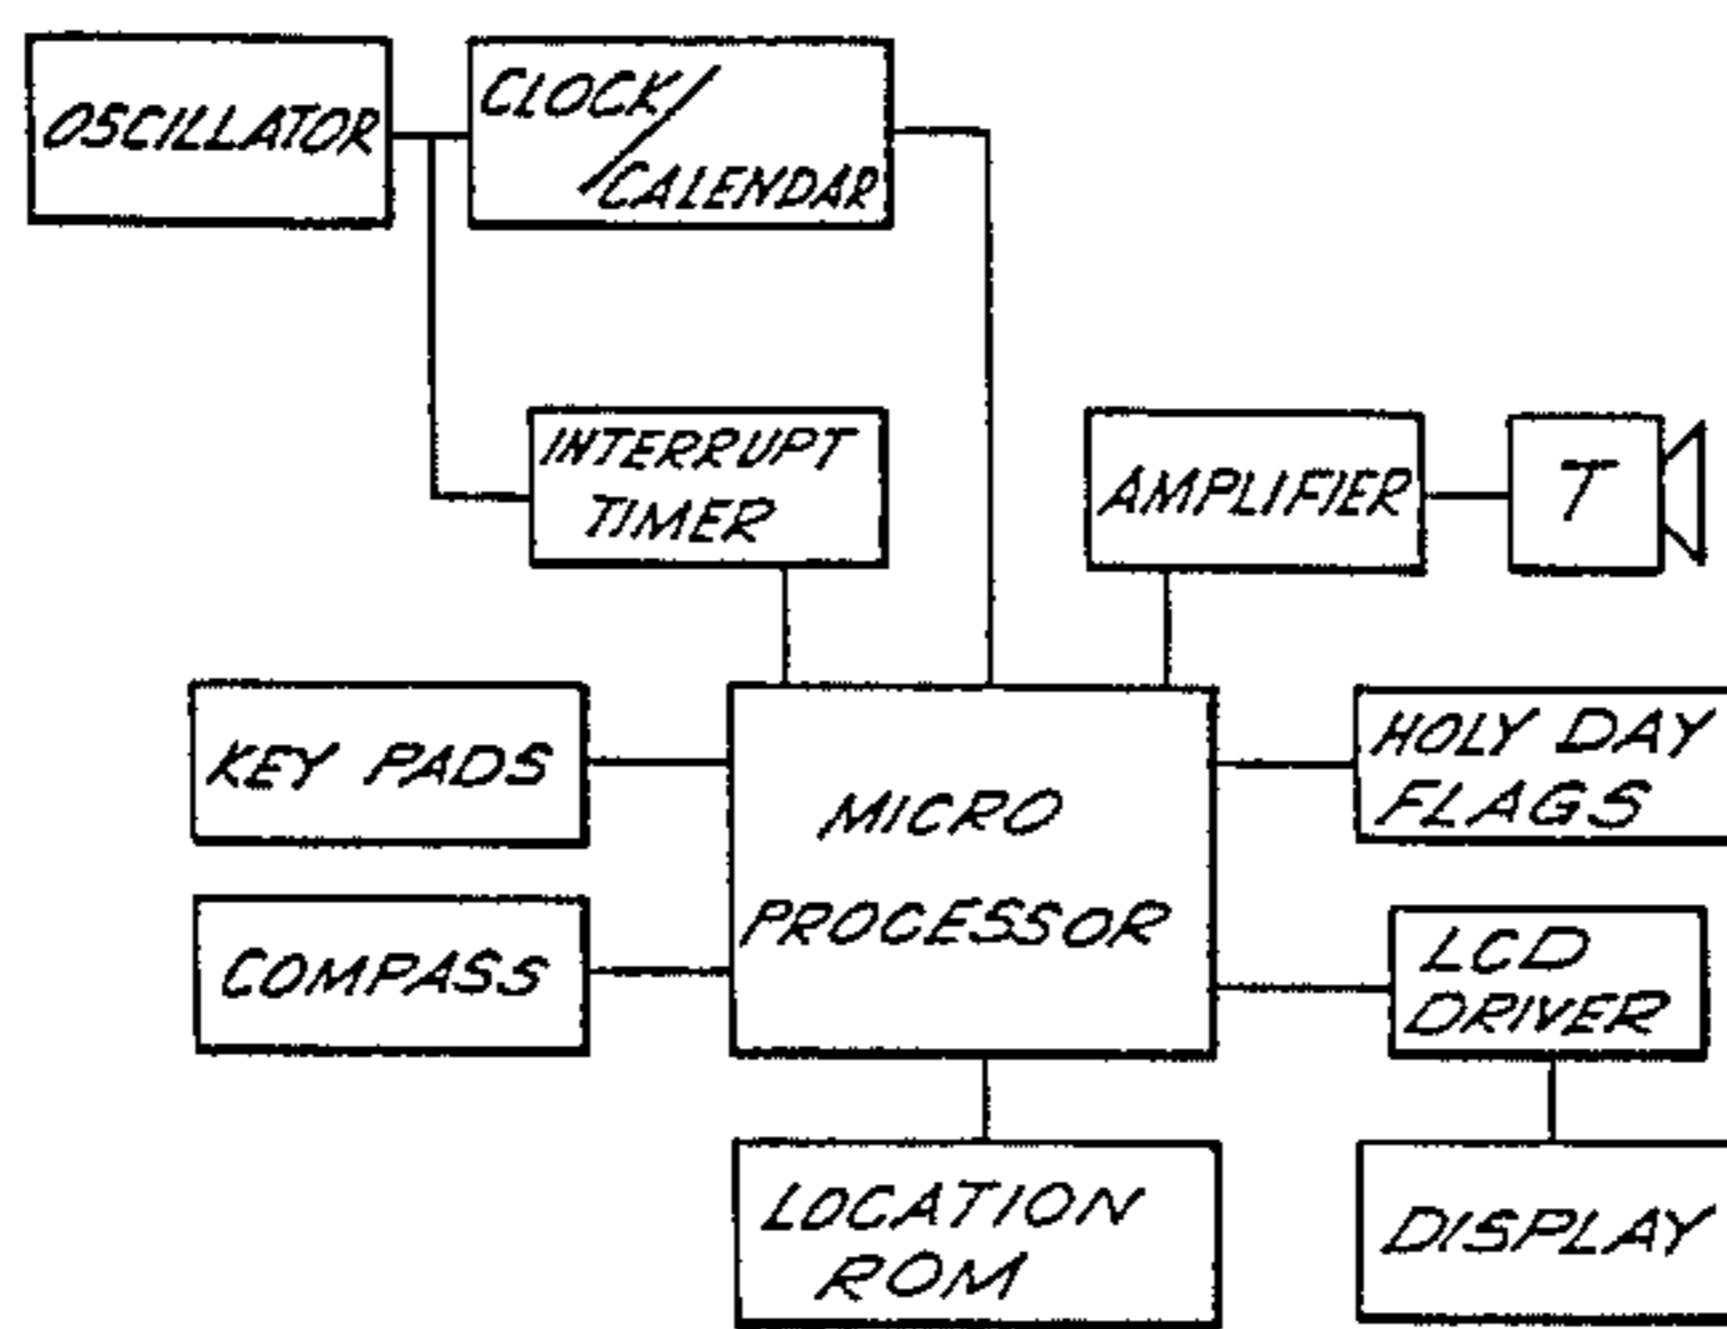 OSCILLATOR
CLOCK/
/CALENDAR
INTERRUPT
TIMER
AMPLIFIER
T
KEY PADS
MICRO
PROCESSOR
HOLY DAY
FLAGS
COMPASS
LCD
DRIVER
LOCATION
ROM
DISPLAY